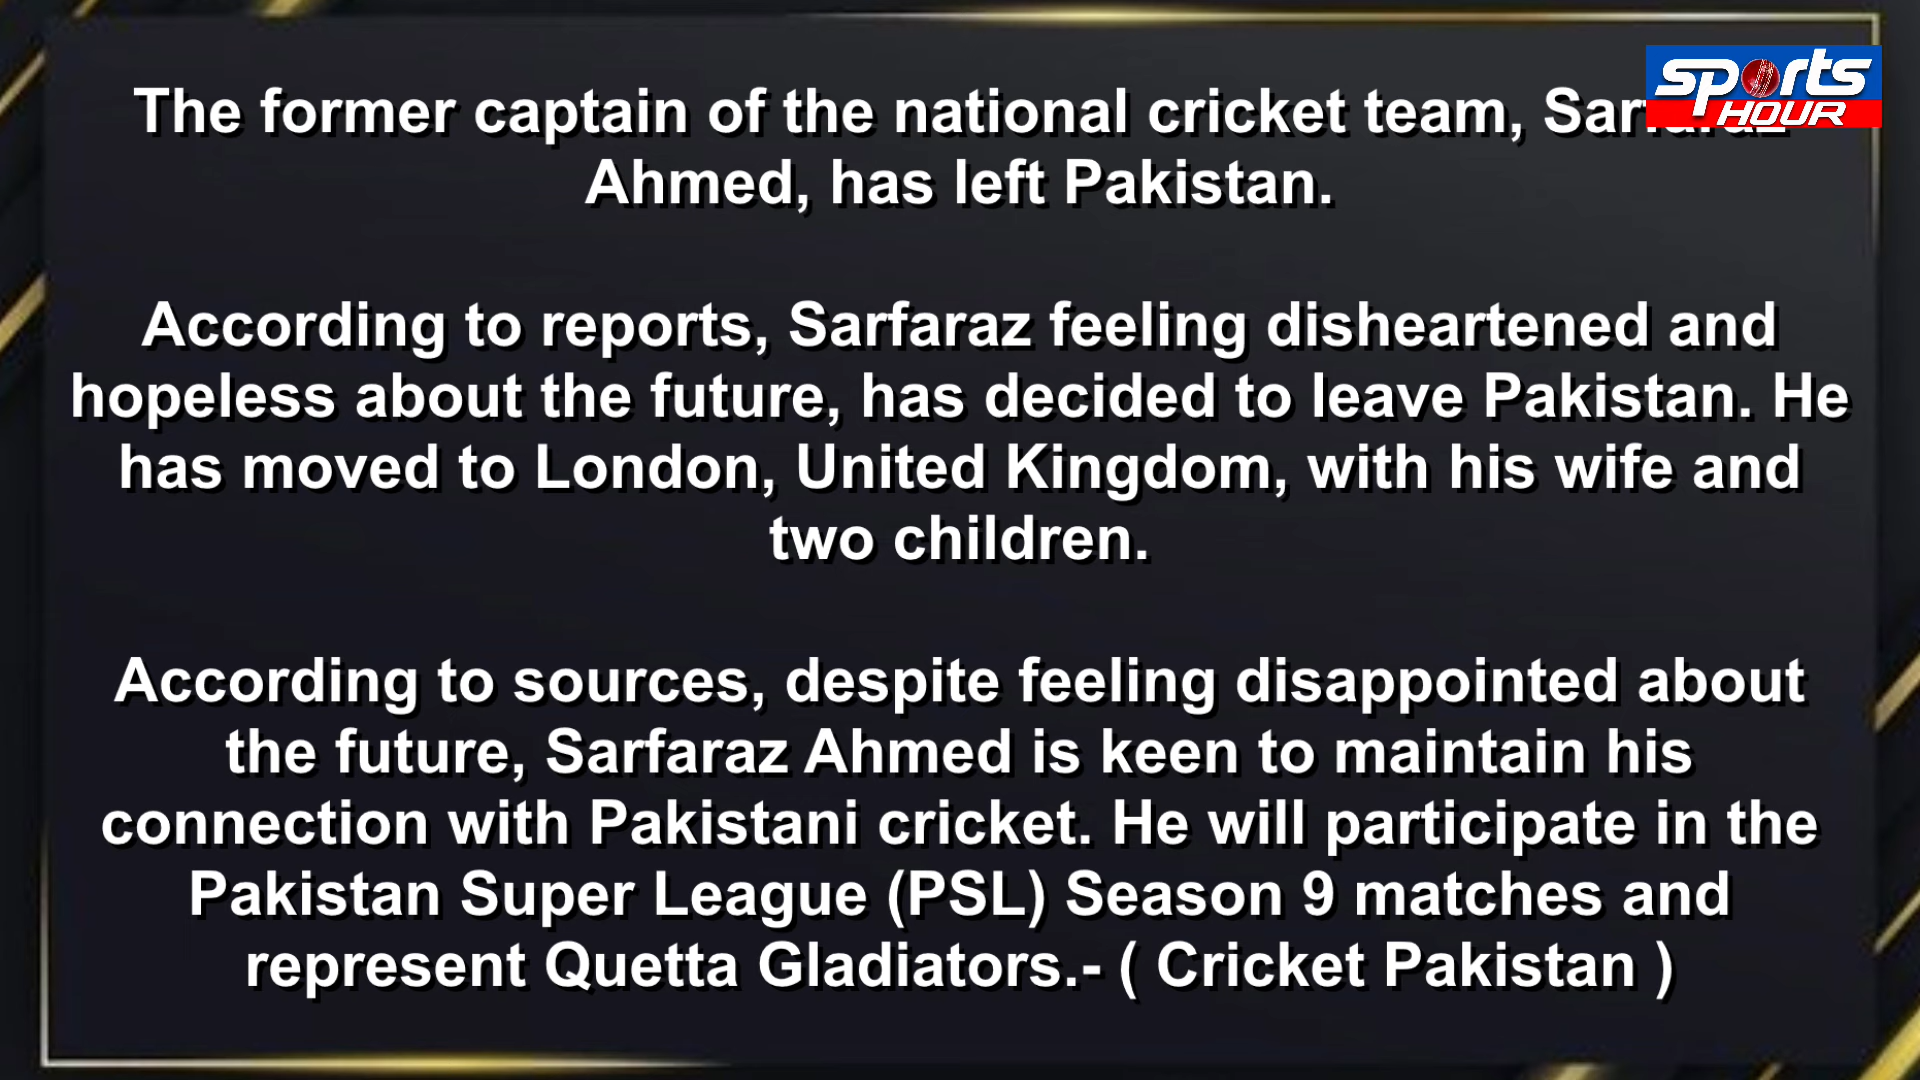 sports
HOUR
The former captain of the national cricket team, Sarfaraz
Ahmed, has left Pakistan.
According to reports, Sarfaraz feeling disheartened and
hopeless about the future, has decided to leave Pakistan. He
has moved to London, United Kingdom, with his wife and
two children.
According to sources, despite feeling disappointed about
the future, Sarfaraz Ahmed is keen to maintain his
connection with Pakistani cricket. He will participate in the
Pakistan Super League (PSL) Season 9 matches and
represent Quetta Gladiators.- ( Cricket Pakistan )